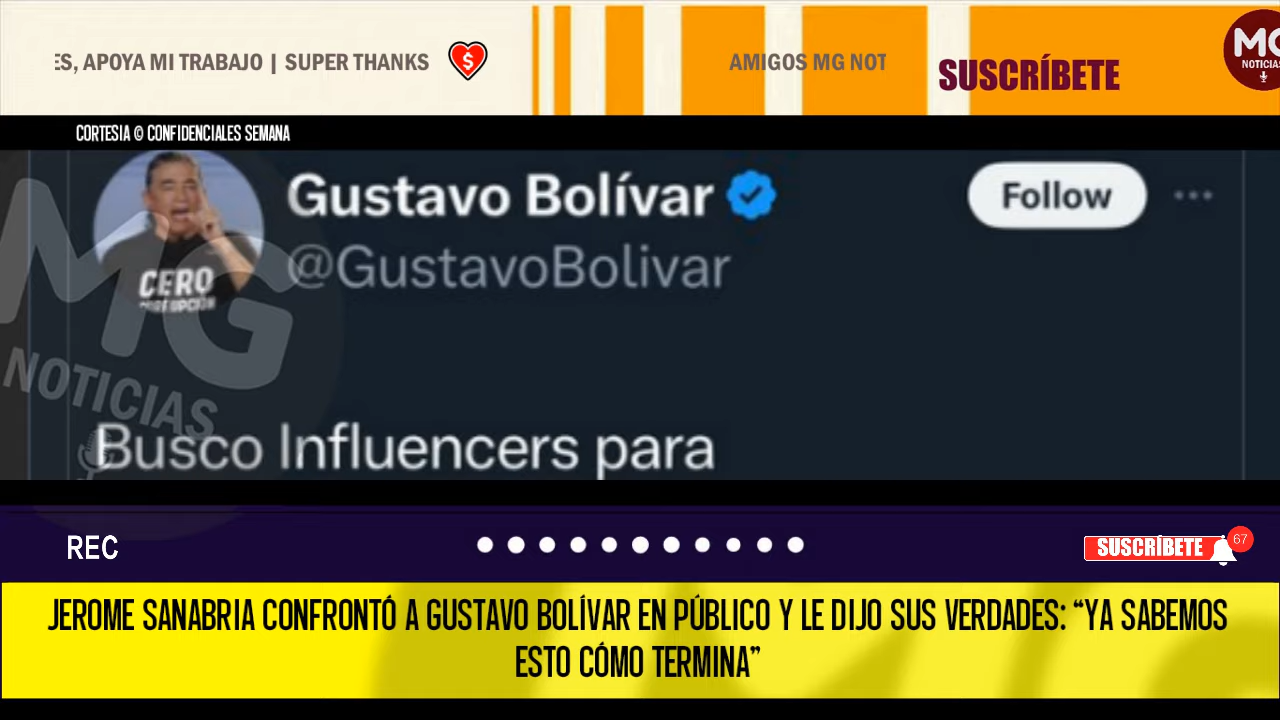 ES, APOYA MI TRABAJO | SUPER THANKS
AMIGOS MG NOT
SUSCRÍBETE
MG
NOTICIAS
CORTESIA © CONFIDENCIALES SEMANA
Gustavo Bolívar
Follow
@GustavoBolivar
CERO
CORRUPCIÓN
MG
NOTICIAS
Busco Influencers para
REC
SUSCRÍBETE
67
JEROME SANABRIA CONFRONTÓ A GUSTAVO BOLÍVAR EN PÚBLICO Y LE DIJO SUS VERDADES: “YA SABEMOS
ESTO CÓMO TERMINA”